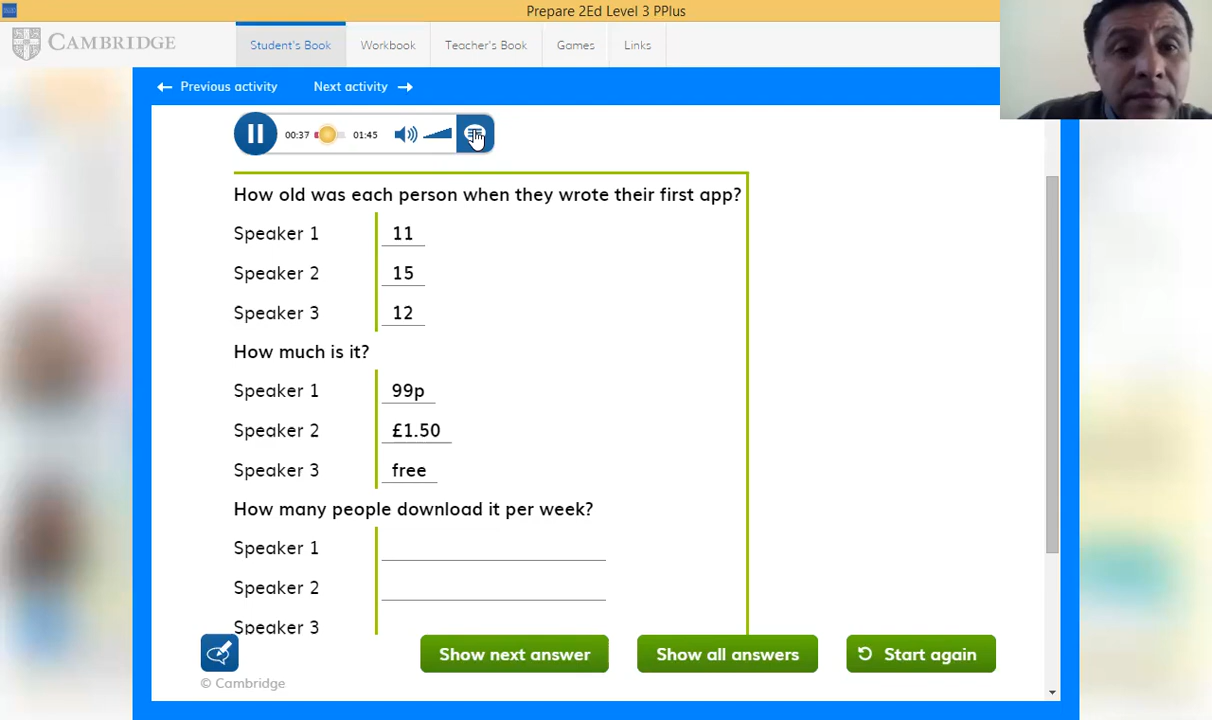 Prepare 2Ed Level 3 PPlus
CAMBRIDGE
Student's Book
Workbook
Teacher's Book
Games
Links
Previous activity
Next activity
00:37
01:45
How old was each person when they wrote their first app?
Speaker 1 11
Speaker 2 15
Speaker 3 12
How much is it?
Speaker 1 99p
Speaker 2 £1.50
Speaker 3 free
How many people download it per week?
Speaker 1
Speaker 2
Speaker 3
Show next answer
Show all answers
Start again
© Cambridge